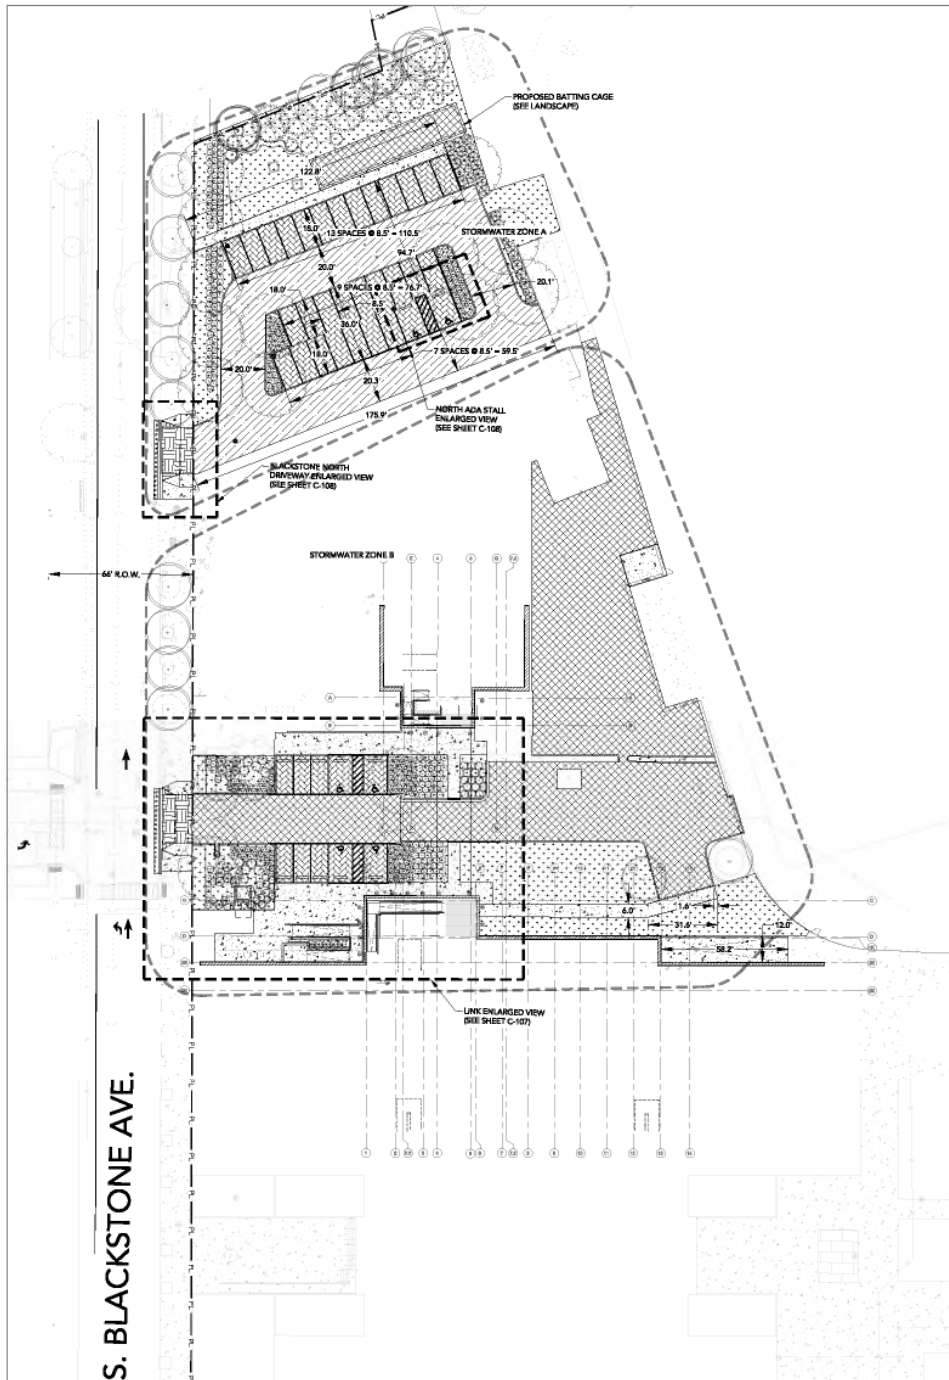 PROPOSED BATTING CAGE
(SEE LANDSCAPE)
122.8'
18.0'
13 SPACES @ 8.5' = 110.5'
STORMWATER ZONE A
94.7'
20.0'
20.1'
18.0'
9 SPACES @ 8.5' = 76.7'
8.5
36.0'
18.0'
7 SPACES @ 8.5' = 59.5'
20.0'
20.3'
175.9'
NORTH ADA STALL
ENLARGED VIEW
(SEE SHEET C-108)
BLACKSTONE NORTH
DRIVEWAY ENLARGED VIEW
(SEE SHEET C-108)
STORMWATER ZONE B
66' R.O.W.
1.6'
6.0'
31.6'
12.0'
58.2'
LINK ENLARGED VIEW
(SEE SHEET C-107)
S. BLACKSTONE AVE.